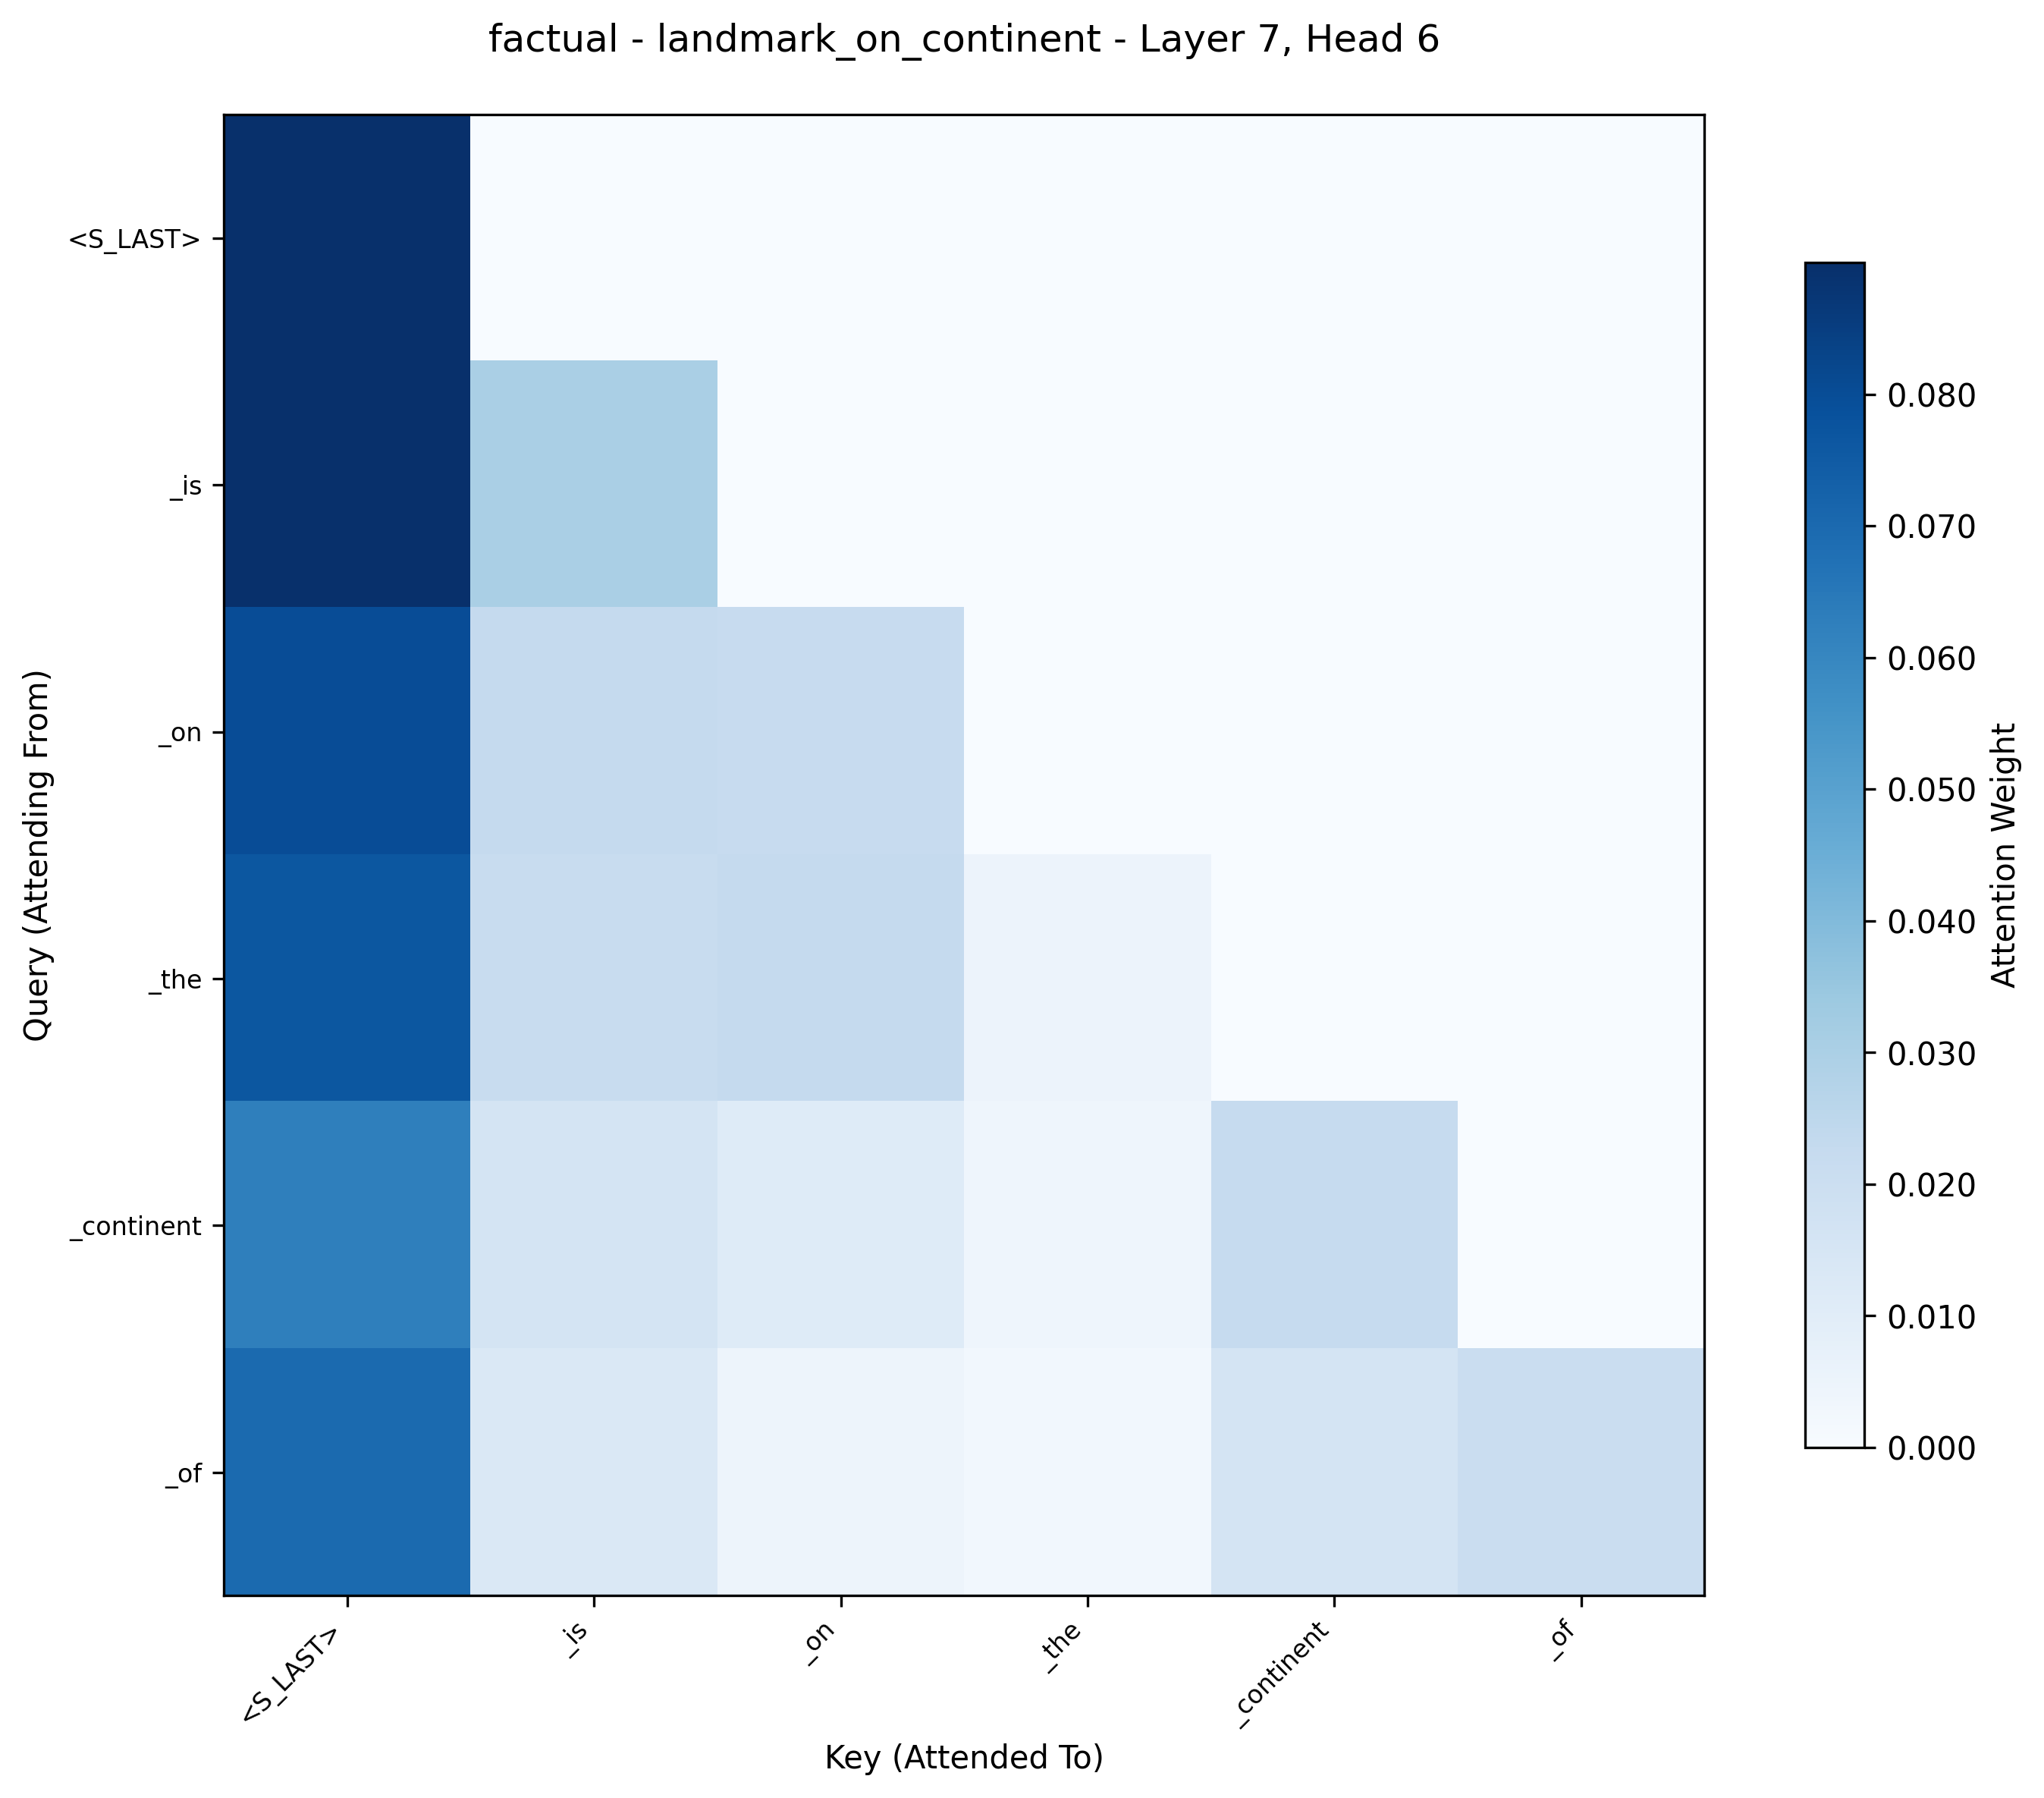 factual - landmark_on_continent - Layer 7, Head 6
Query (Attending From)
<S_LAST>
_is
_on
_the
_continent
_of
<S_LAST>
_is
_on
_the
_continent
_of
Key (Attended To)
0.080
0.070
0.060
0.050
0.040
0.030
0.020
0.010
0.000
Attention Weight